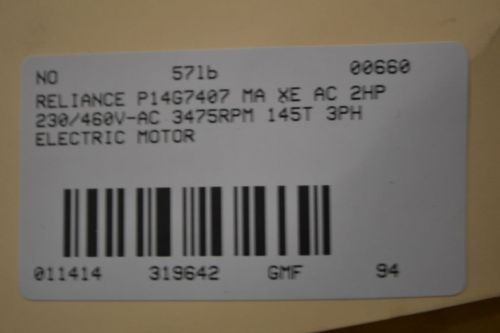 NO 57lb 00660
RELIANCE P14G7407 MA XE AC 2HP
230/460V-AC 3475RPM 145T 3PH
ELECTRIC MOTOR
011414 319642 GMF 94